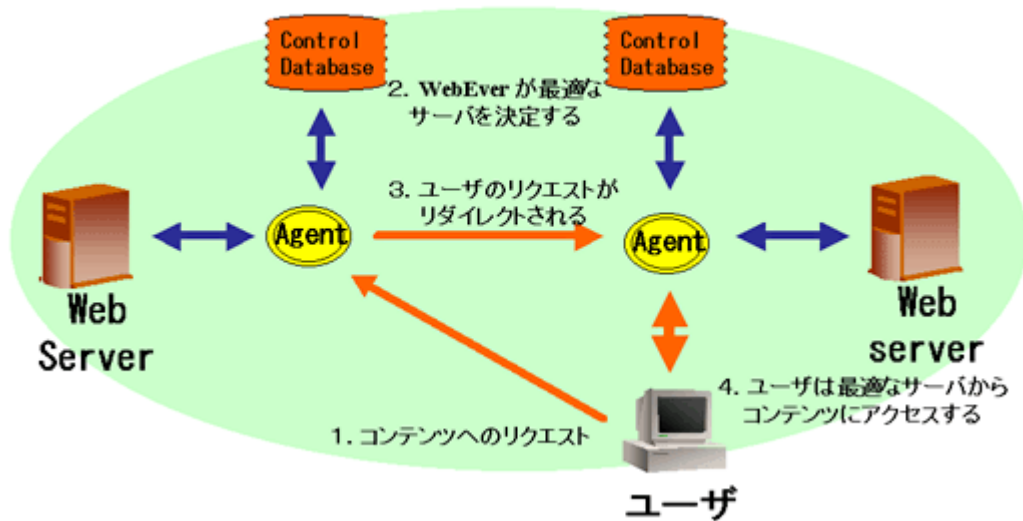 Control
Database
Control
Database
2. WebEver が最適な
サーバを決定する
3. ユーザのリクエストが
リダイレクトされる
Agent
Agent
Web
Server
Web
server
4. ユーザは最適なサーバから
コンテンツにアクセスする
1. コンテンツへのリクエスト
ユーザ